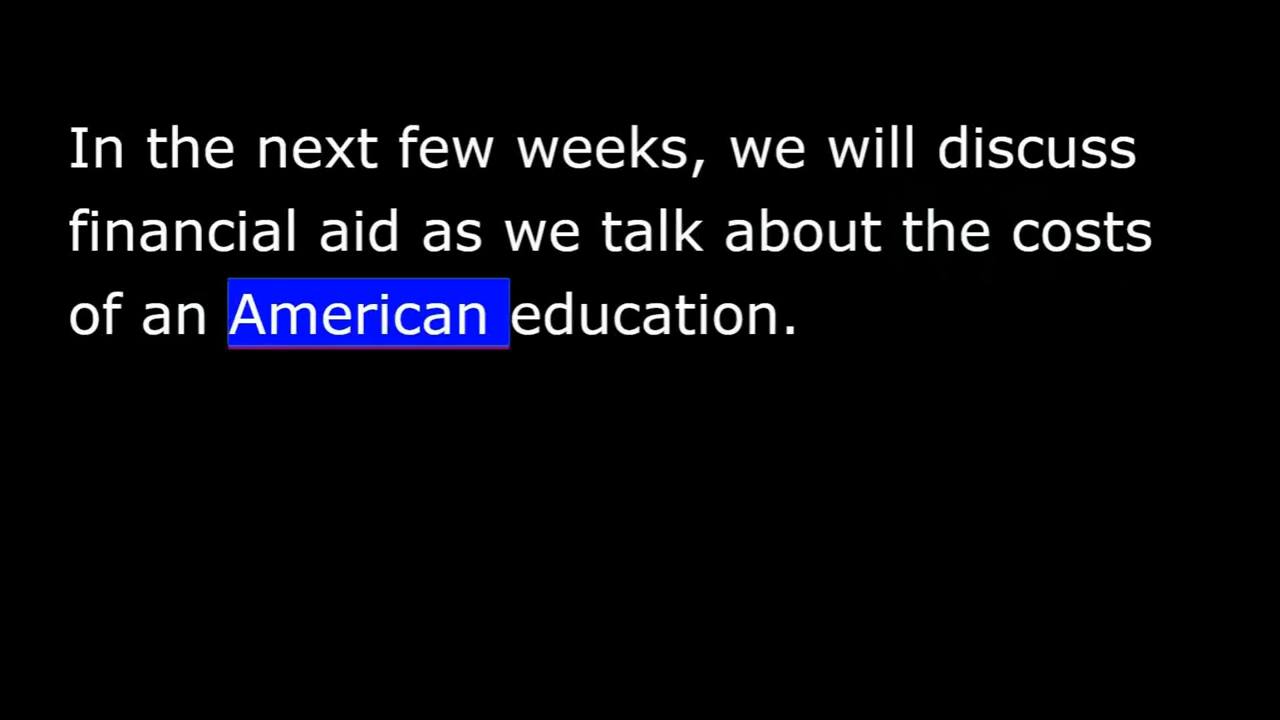 In the next few weeks, we will discuss
financial aid as we talk about the costs
of an American education.